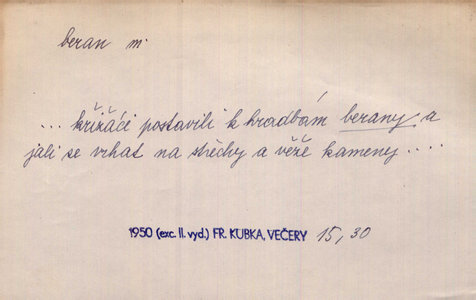 beran m.
... křižáci postavili k hradbám berany a
jali se vrhat na střechy a věže kameny ....
1950 (exc. II. vyd.) FR. KUBKA, VEČERY 15, 30